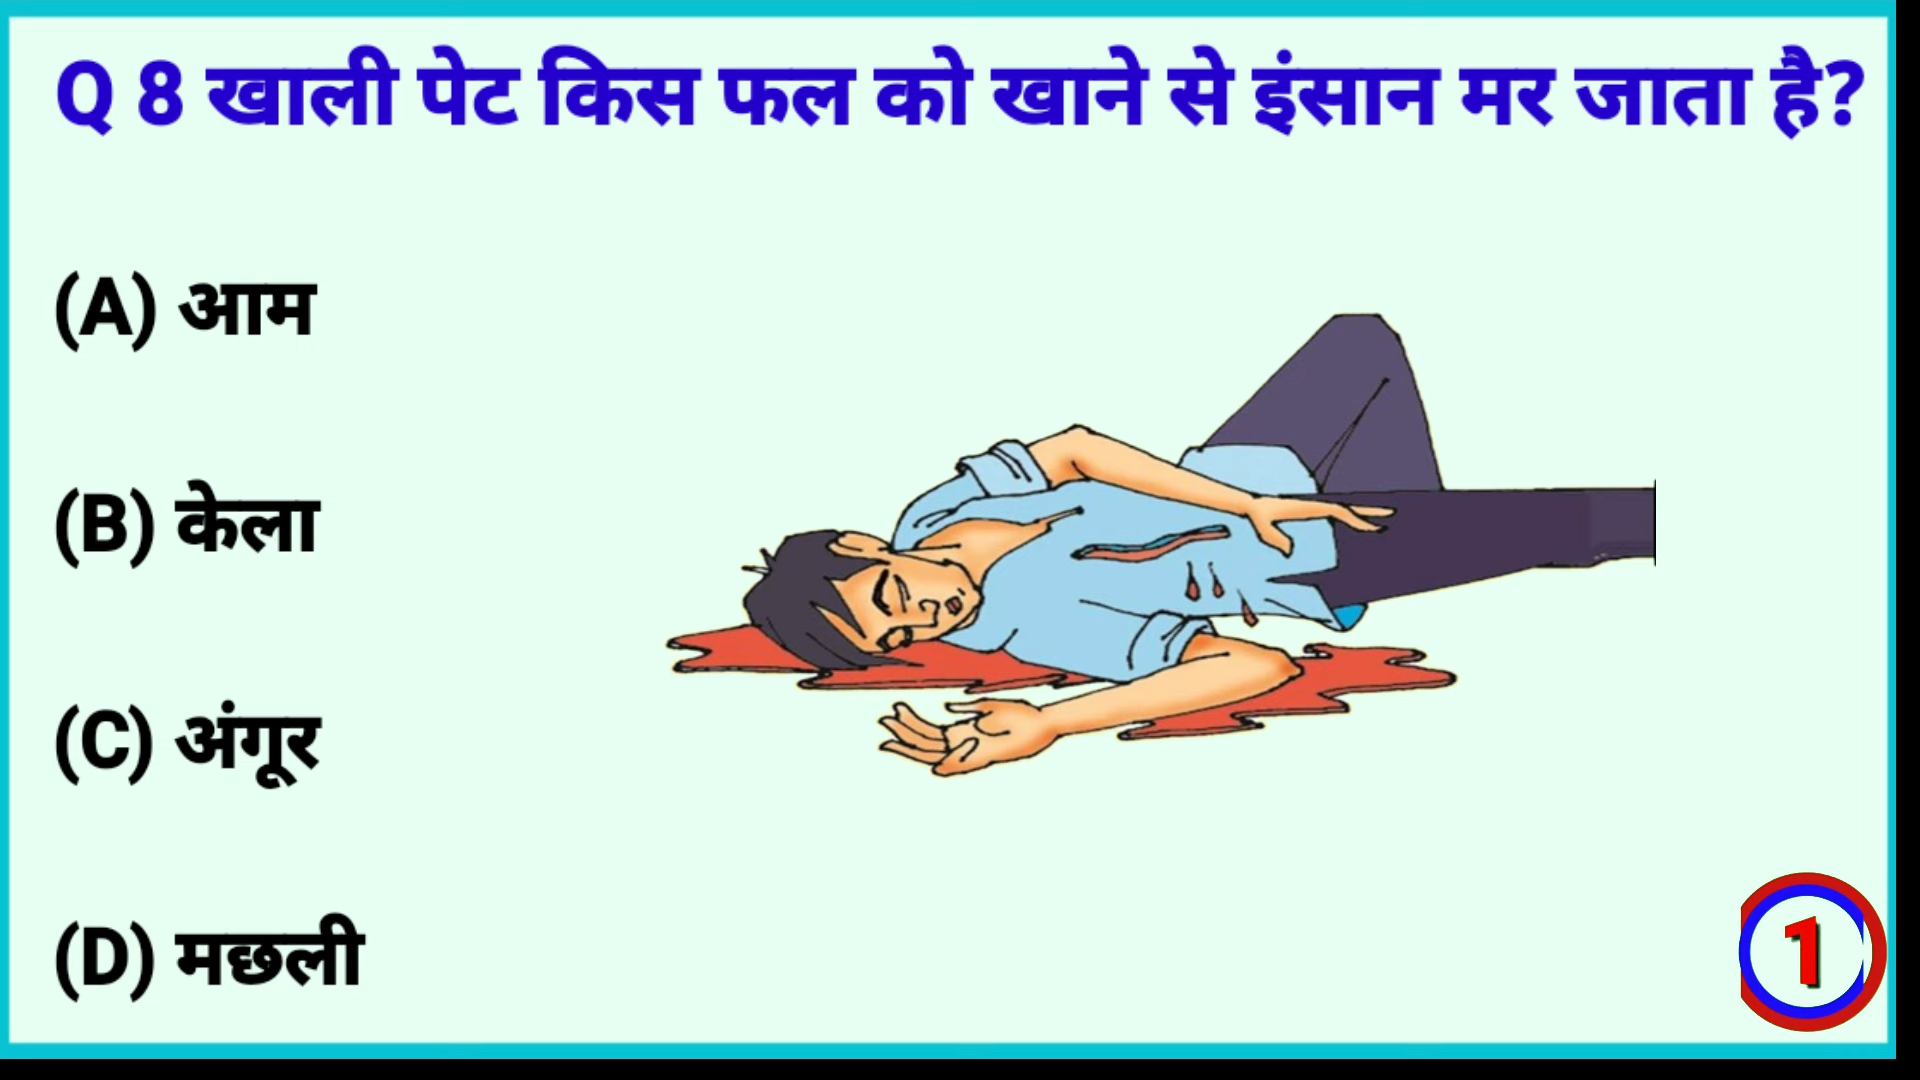 Q 8 खाली पेट किस फल को खाने से इंसान मर जाता है?
(A) आम
(B) केला
(C) अंगूर
(D) मछली
1